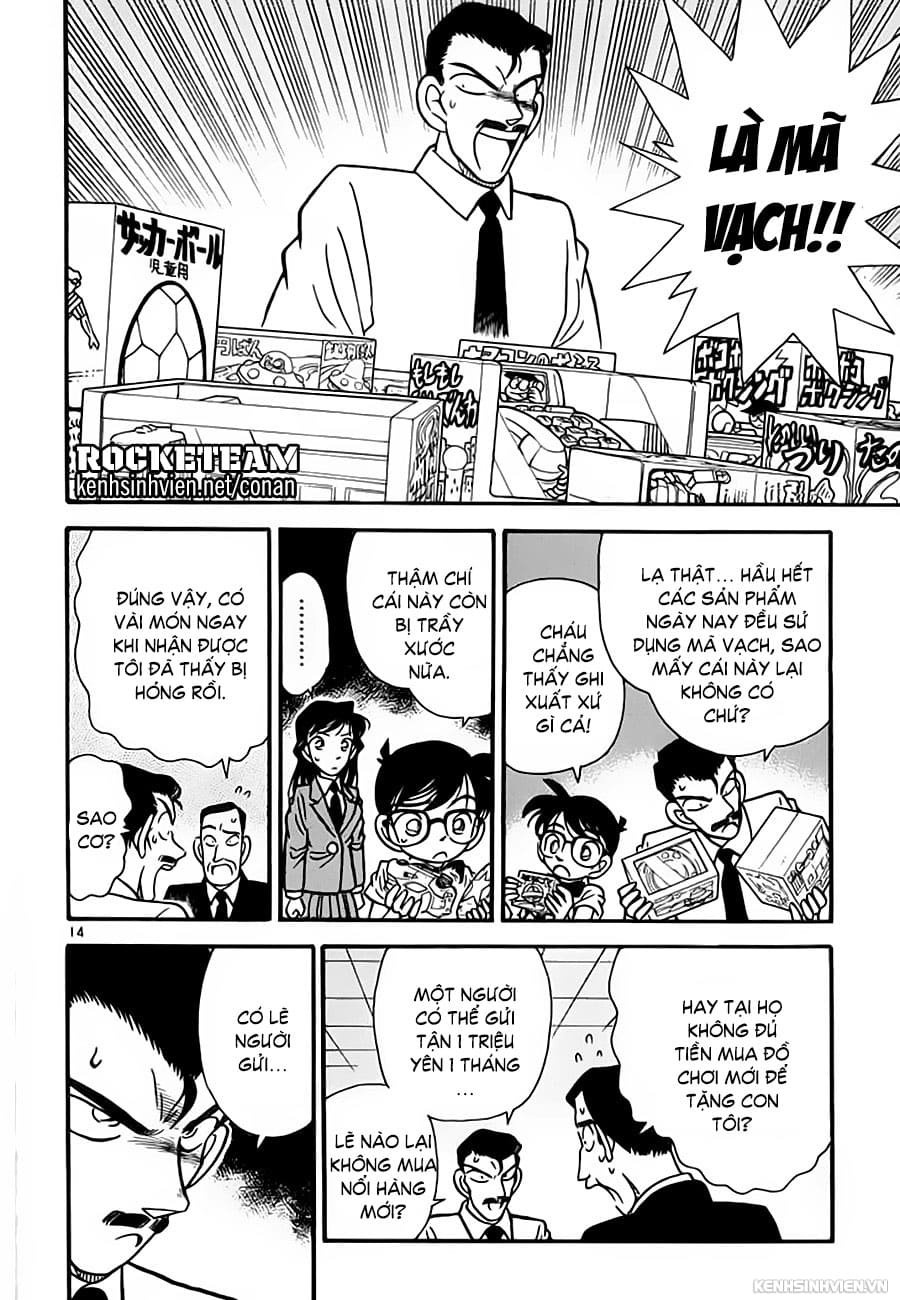 LÀ MÃ
VẠCH!!
サッカーボール
児童用
もしもし
ROCKETEAM
kenhsinhvien.net/conan
LẠ THẬT... HẦU HẾT
CÁC SẢN PHẨM
NGÀY NAY ĐỀU SỬ
DỤNG MÃ VẠCH, SAO
MẤY CÁI NÀY LẠI
KHÔNG CÓ
CHỨ?
CHÁU
CHẲNG
THẤY GHI
XUẤT XỨ
GÌ CẢ!
THẬM CHÍ
CÁI NÀY CÒN
BỊ TRẦY
XƯỚC
NỮA.
.........
ĐÚNG VẬY, CÓ
VÀI MÓN NGAY
KHI NHẬN ĐƯỢC
TÔI ĐÃ THẤY BỊ
HỎNG RỒI.
SAO
CƠ?
14
HAY TẠI HỌ
KHÔNG ĐỦ
TIỀN MUA ĐỒ
CHƠI MỚI ĐỂ
TẶNG CON
TÔI?
MỘT NGƯỜI
CÓ THỂ GỬI
TẬN 1 TRIỆU
YÊN 1 THÁNG
...
LẼ NÀO LẠI
KHÔNG MUA
NỔI HÀNG
MỚI?
CÓ LẼ
NGƯỜI
GỬI...
KENHSINHVIEN.VN